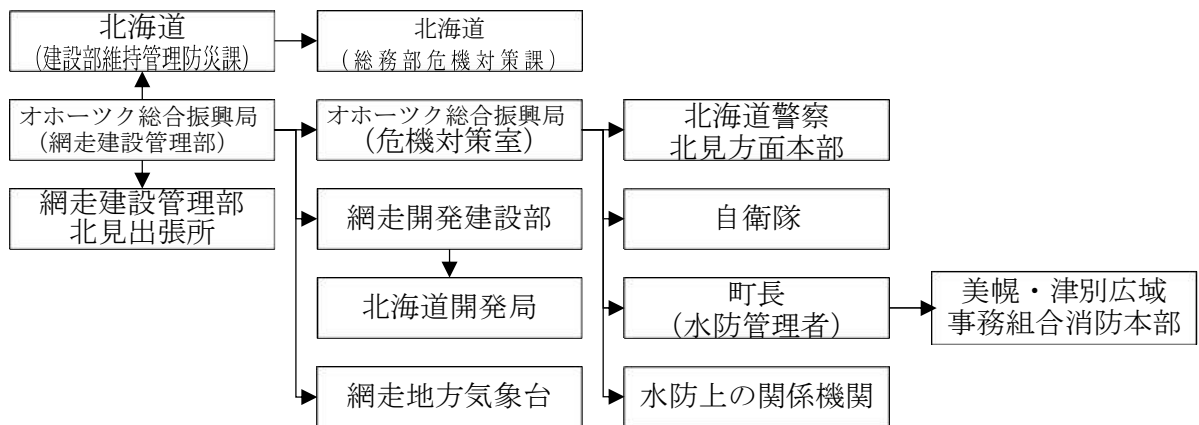 北海道
(建設部維持管理防災課)
北海道
(総務部危機対策課)
オホーツク総合振興局
(網走建設管理部)
オホーツク総合振興局
(危機対策室)
北海道警察
北見方面本部
網走建設管理部
北見出張所
網走開発建設部
自衛隊
北海道開発局
町長
(水防管理者)
美幌・津別広域
事務組合消防本部
網走地方気象台
水防上の関係機関